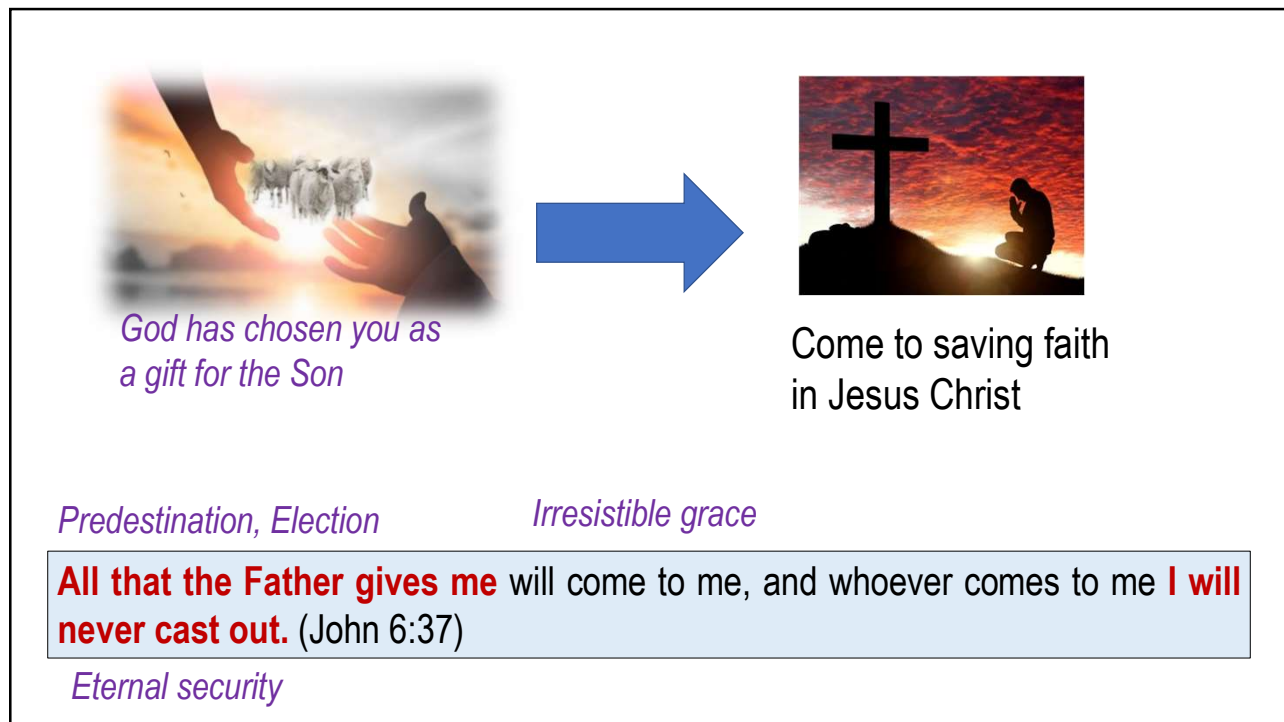 God has chosen you as
a gift for the Son
Come to saving faith
in Jesus Christ
Predestination, Election
Irresistible grace
All that the Father gives me will come to me, and whoever comes to me I will
never cast out. (John 6:37)
Eternal security